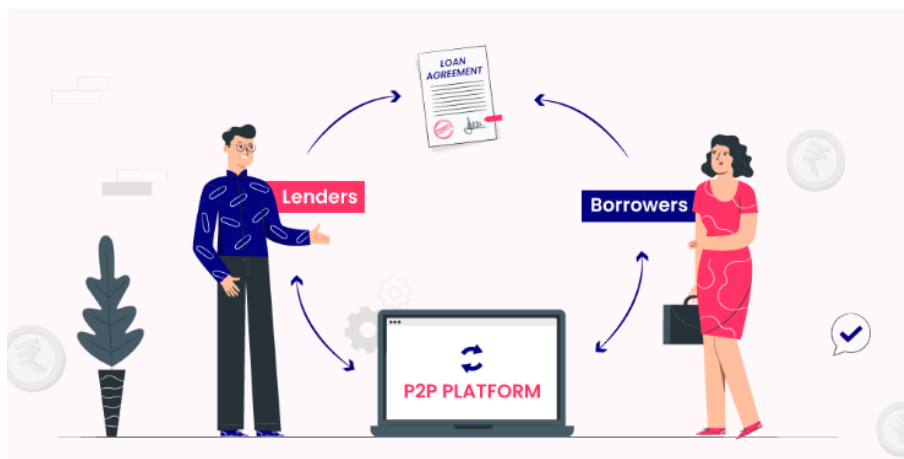 LOAN
AGREEMENT
Lenders
Borrowers
P2P PLATFORM